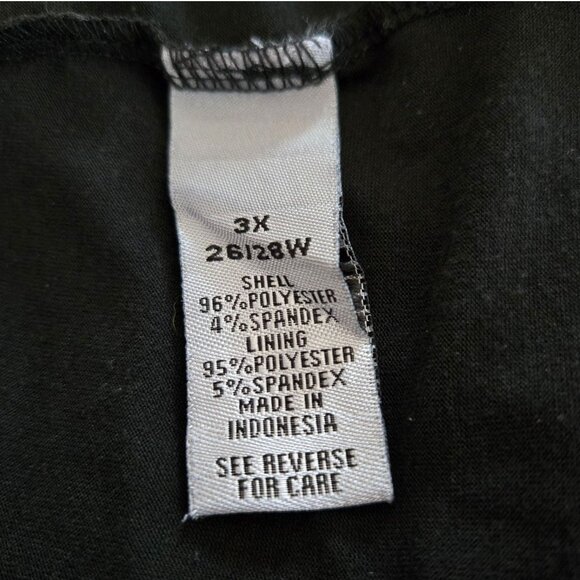 3X
26/28W
SHELL
96%POLYESTER
4%SPANDEX
LINING
95%POLYESTER
5%SPANDEX
MADE IN
INDONESIA
SEE REVERSE
FOR CARE